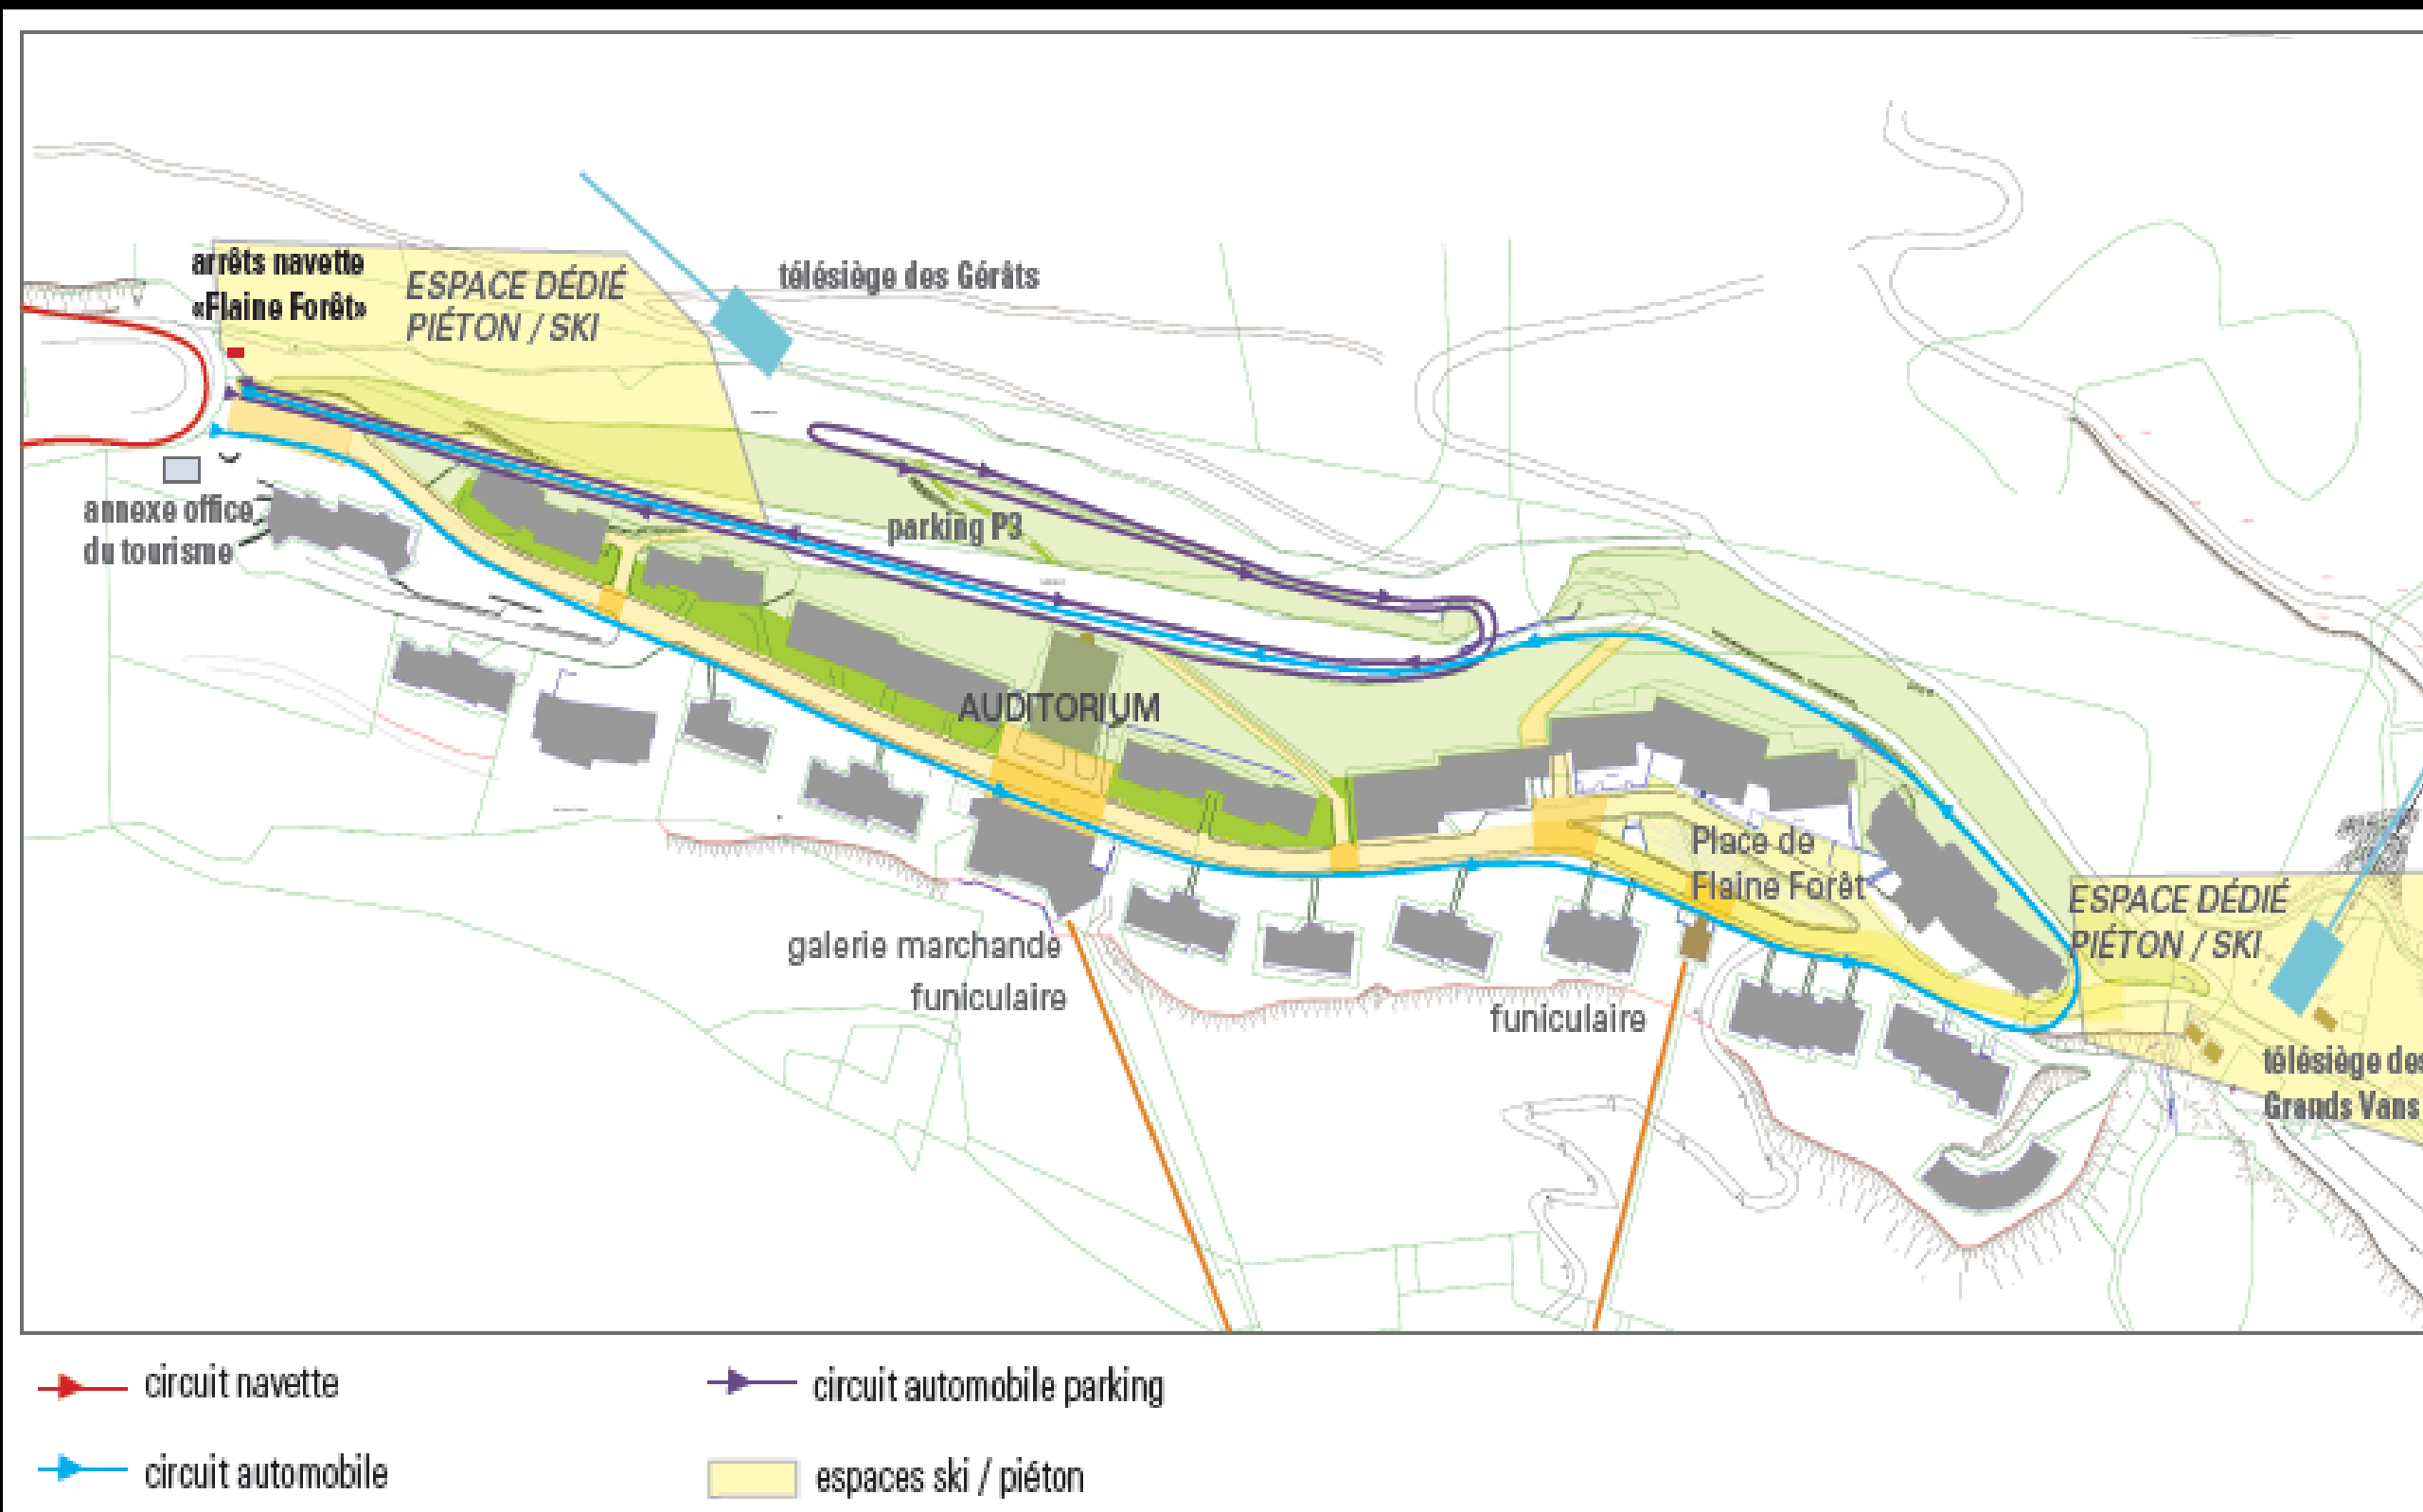 arrêts navette
«Flaine Forêt»
ESPACE DÉDIÉ
PIÉTON / SKI
télésiège des Gérâts
annexe office
du tourisme
parking P3
AUDITORIUM
Place de
Flaine Forêt
ESPACE DÉDIÉ
PIÉTON / SKI
galerie marchande
funiculaire
funiculaire
télésiège des
Grands Vans
circuit navette
circuit automobile parking
circuit automobile
espaces ski / piéton